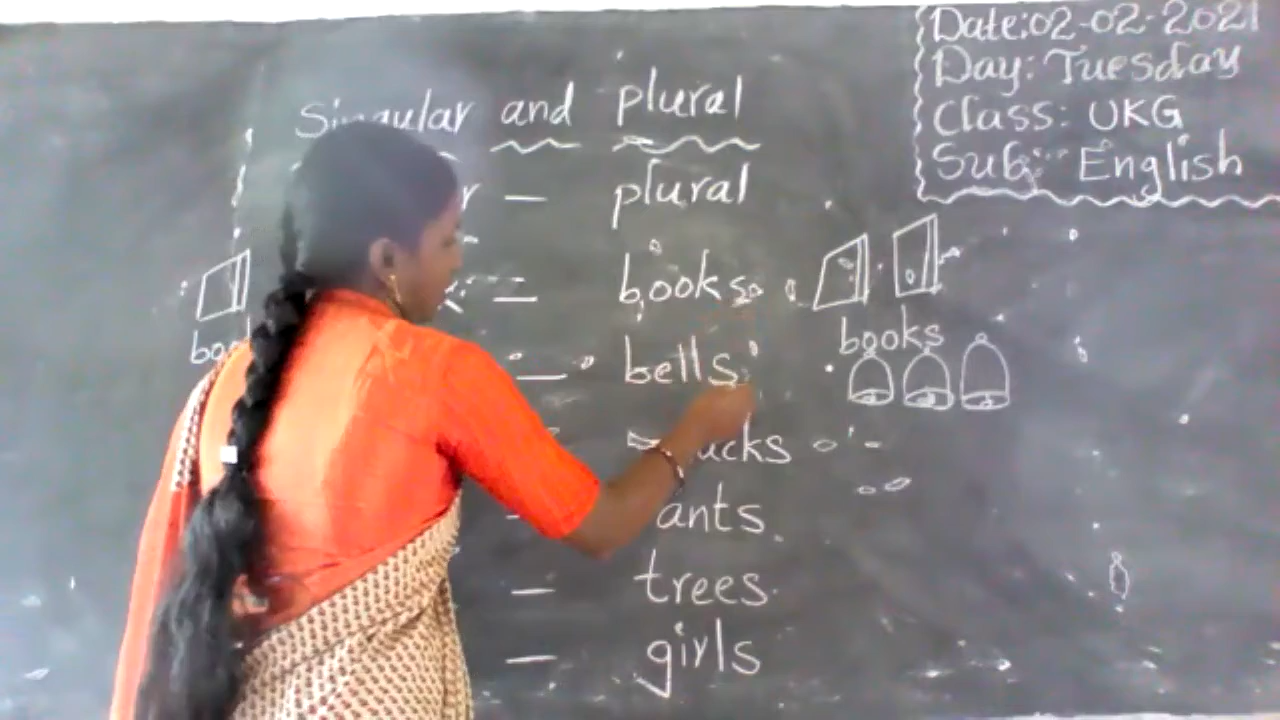 Date: 02-02-2021
Day: Tuesday
Class: UKG
Sub: English
Singular and plural
— plural
— books
books
— bells
ants
— trees
— girls